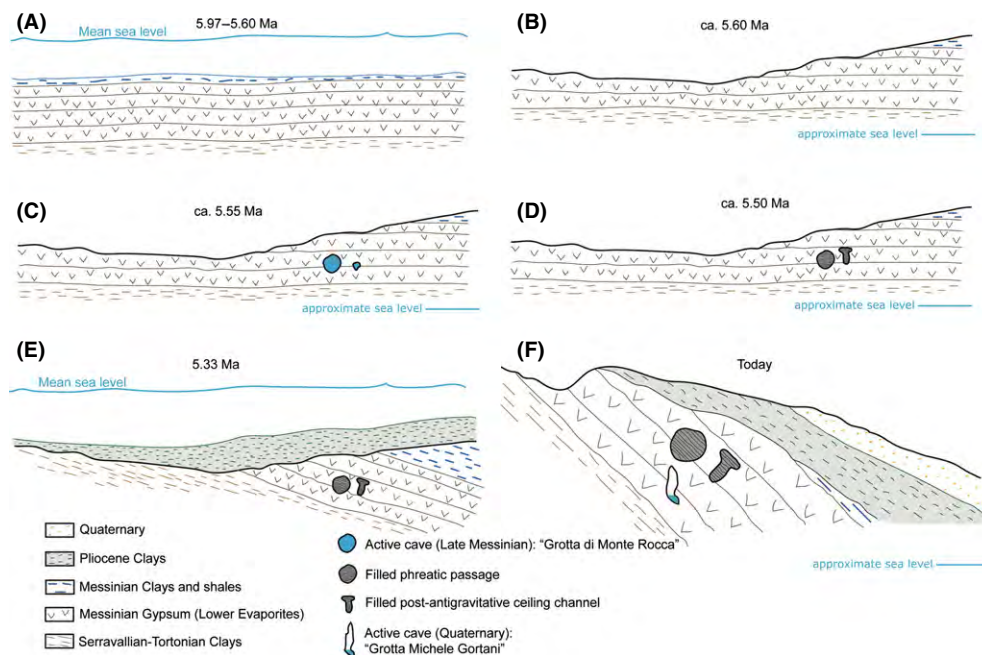 (A)
5.97–5.60 Ma
Mean sea level
(B)
ca. 5.60 Ma
approximate sea level
(C)
ca. 5.55 Ma
approximate sea level
(D)
ca. 5.50 Ma
approximate sea level
(E)
5.33 Ma
Mean sea level
(F)
Today
approximate sea level
Quaternary
Pliocene Clays
Messinian Clays and shales
Messinian Gypsum (Lower Evaporites)
Serravallian-Tortonian Clays
Active cave (Late Messinian): “Grotta di Monte Rocca”
Filled phreatic passage
Filled post-antigravitative ceiling channel
Active cave (Quaternary):
“Grotta Michele Gortani”